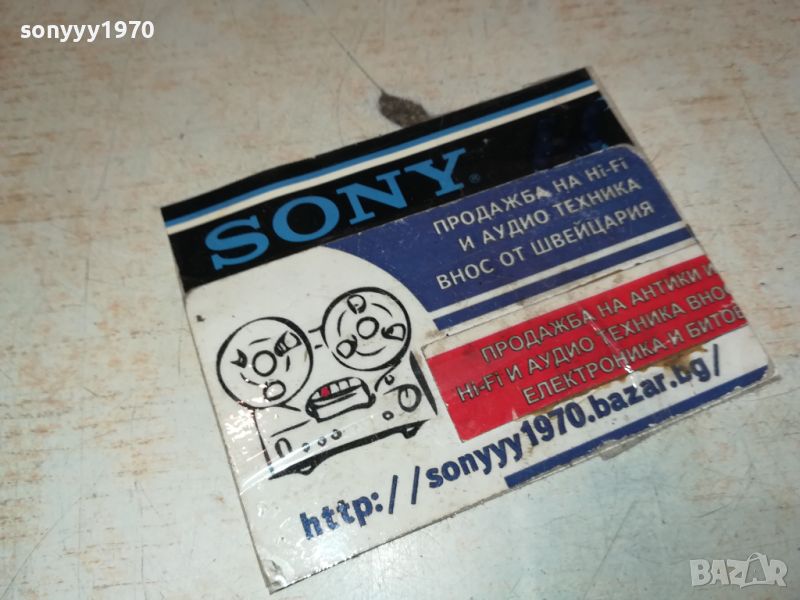 sonyyy1970
SONY
ПРОДАЖБА НА Hi-Fi
И АУДИО ТЕХНИКА
ВНОС ОТ ШВЕЙЦАРИЯ
ПРОДАЖБА НА АНТИКИ И
Hi-Fi И АУДИО ТЕХНИКА ВНОС
ЕЛЕКТРОНИКА-И БИТОВ
http://sonyyy1970.bazar.bg/
BAZAR